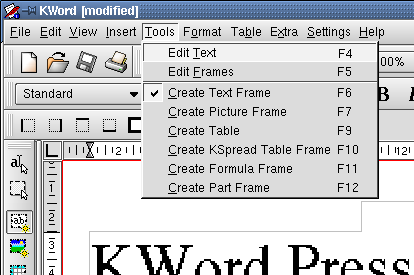 KWord [modified]
File Edit View Insert Tools Format Table Extra Settings Help
Edit Text F4
Edit Frames F5
Create Text Frame F6
Create Picture Frame F7
Create Table F9
Create KSpread Table Frame F10
Create Formula Frame F11
Create Part Frame F12
00%
Standard
B
KWord Press